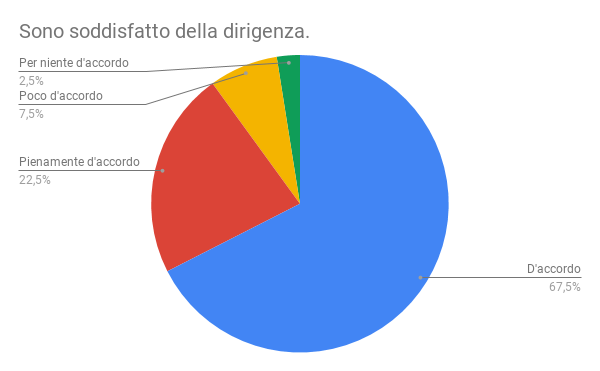 Sono soddisfatto della dirigenza.
Per niente d'accordo
2,5%
Poco d'accordo
7,5%
Pienamente d'accordo
22,5%
D'accordo
67,5%